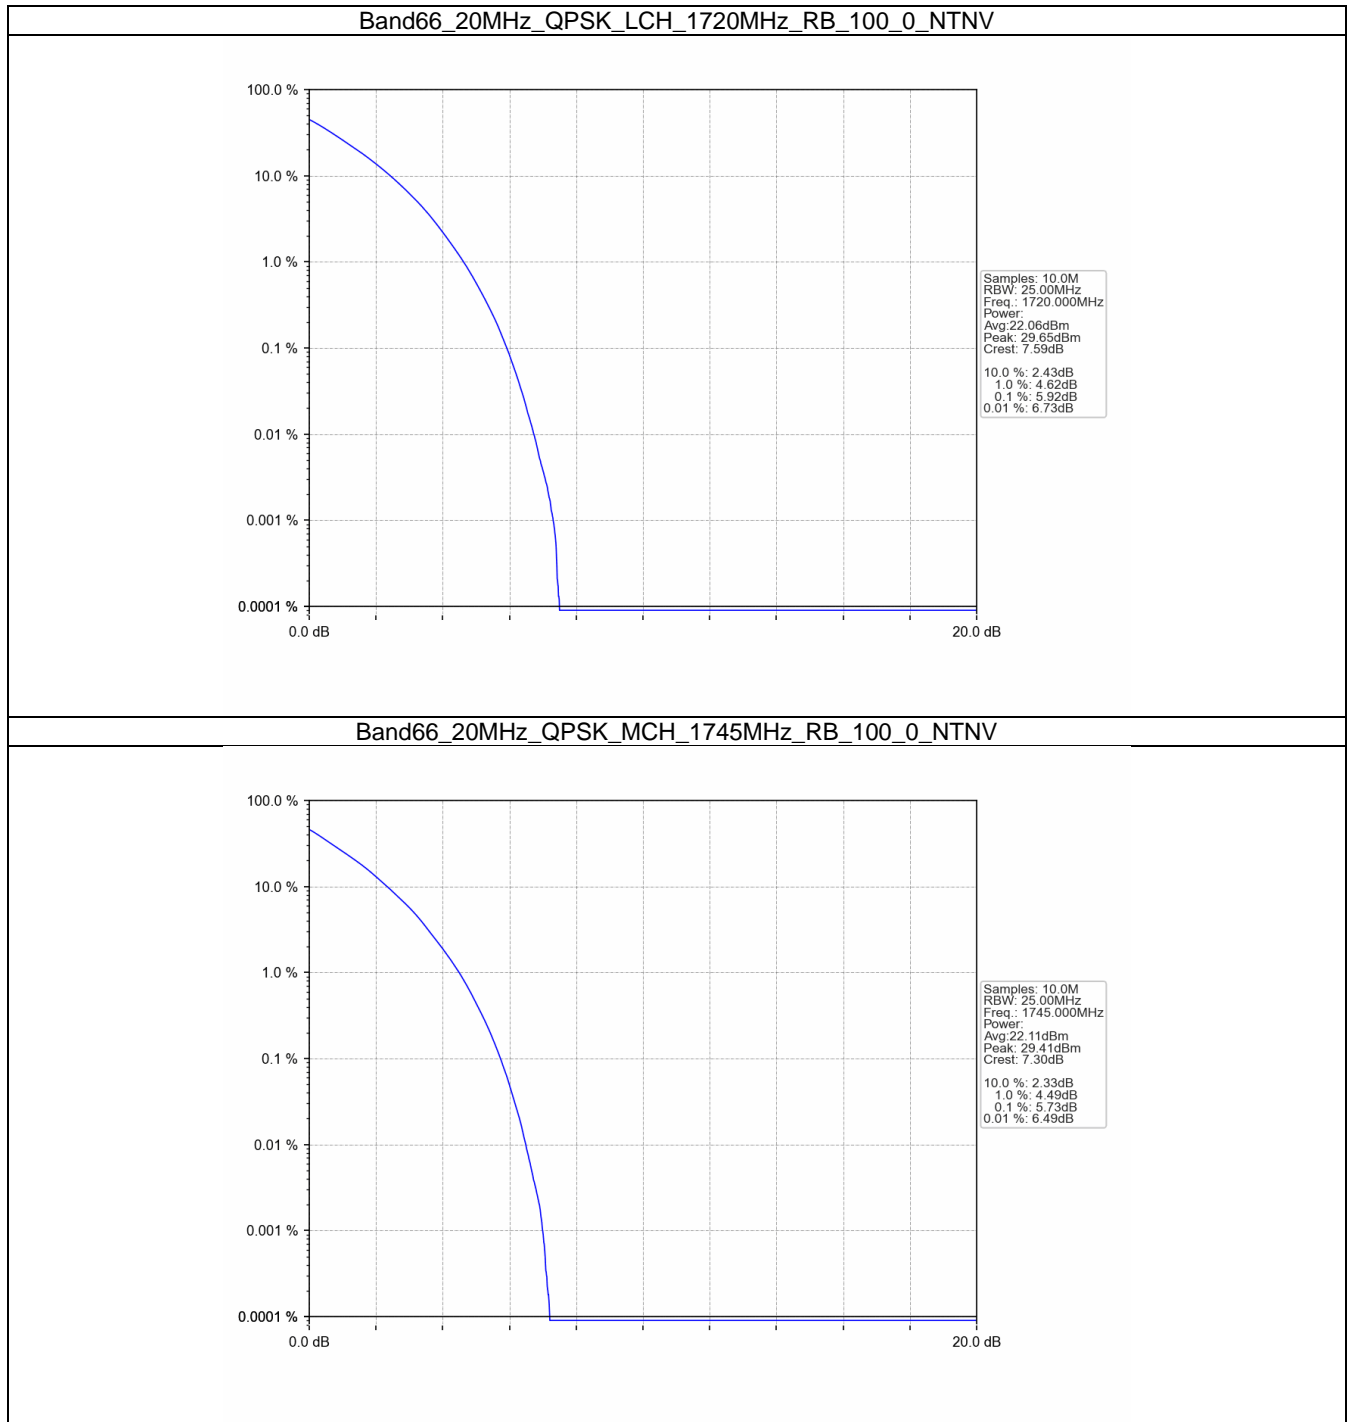 Band66_20MHz_QPSK_LCH_1720MHz_RB_100_0_NTNV
100.0 %
10.0 %
1.0 %
0.1 %
0.01 %
0.001 %
0.0001 %
0.0 dB
20.0 dB
Samples: 10.0M
RBW: 25.00MHz
Freq.: 1720.000MHz
Power:
Avg:22.06dBm
Peak: 29.65dBm
Crest: 7.59dB
10.0 %: 2.43dB
1.0 %: 4.62dB
0.1 %: 5.92dB
0.01 %: 6.73dB
Band66_20MHz_QPSK_MCH_1745MHz_RB_100_0_NTNV
100.0 %
10.0 %
1.0 %
0.1 %
0.01 %
0.001 %
0.0001 %
0.0 dB
20.0 dB
Samples: 10.0M
RBW: 25.00MHz
Freq.: 1745.000MHz
Power:
Avg:22.11dBm
Peak: 29.41dBm
Crest: 7.30dB
10.0 %: 2.33dB
1.0 %: 4.49dB
0.1 %: 5.73dB
0.01 %: 6.49dB